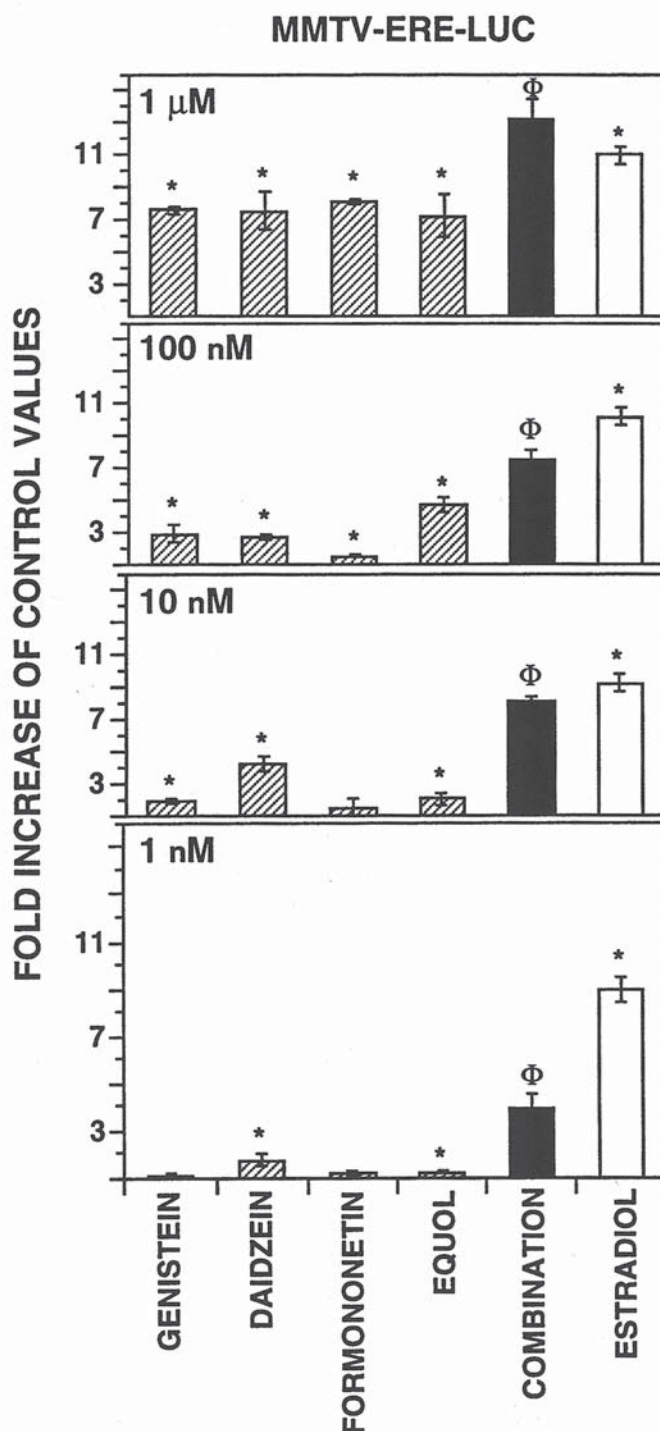 MMTV-ERE-LUC
FOLD INCREASE OF CONTROL VALUES
1 μM
11
7
3
* * * * Φ *
100 nM
11
7
3
* * * * Φ *
10 nM
11
7
3
* * * Φ *
1 nM
11
7
3
* * Φ *
GENISTEIN
DAIDZEIN
FORMONONETIN
EQUOL
COMBINATION
ESTRADIOL